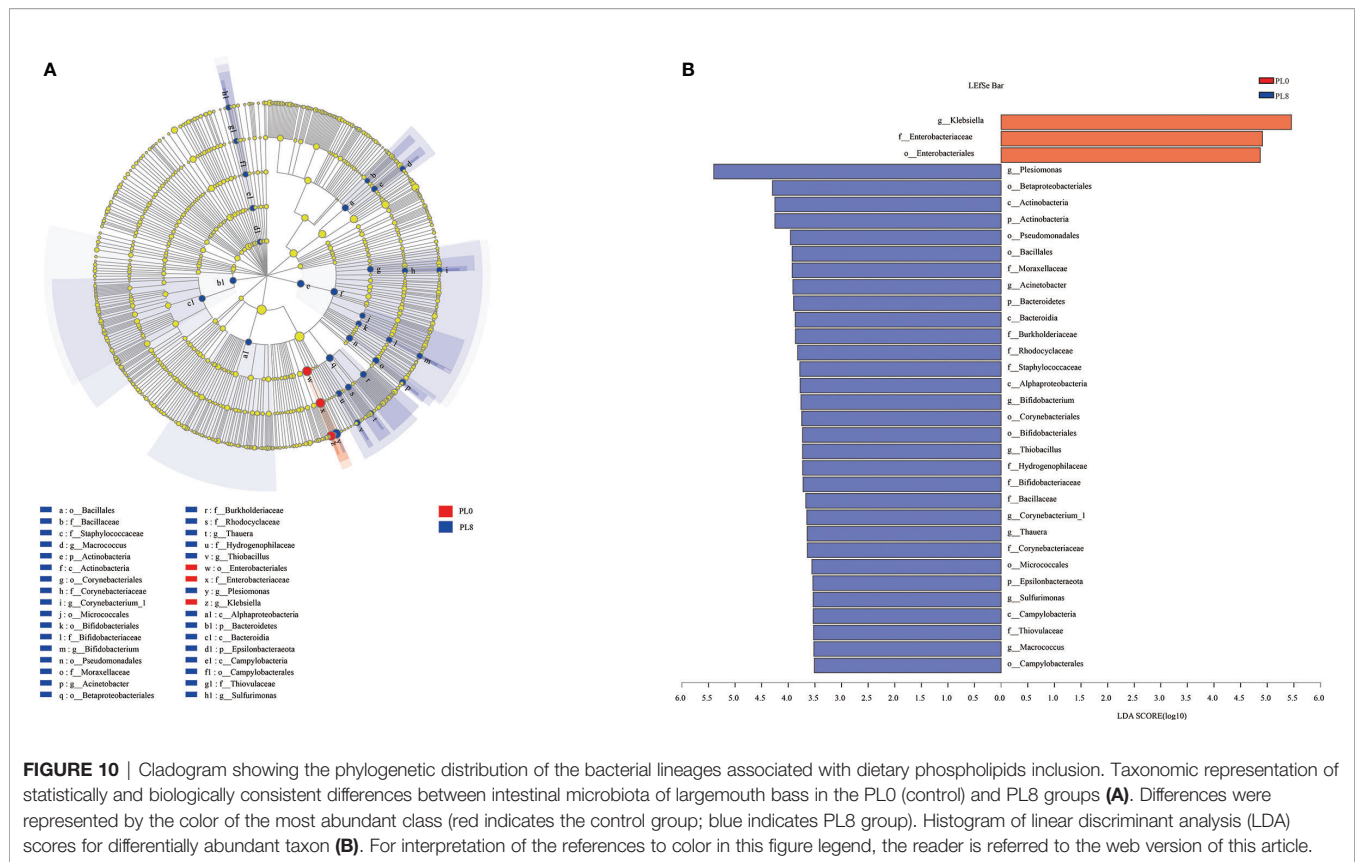 A
h1
g1
f1
e1
d1
b1
c1
a1
a
b
c
d
e
f
g
h
i
j
k
n
l
m
o
p
q
r
s
t
u
v
w
x
y
z
a : o__Bacillales
b : f__Bacillaceae
c : f__Staphylococcaceae
d : g__Macrococcus
e : p__Actinobacteria
f : c__Actinobacteria
g : o__Corynebacteriales
h : f__Corynebacteriaceae
i : g__Corynebacterium_1
j : o__Micrococcales
k : o__Bifidobacteriales
l : f__Bifidobacteriaceae
m : g__Bifidobacterium
n : o__Pseudomonadales
o : f__Moraxellaceae
p : g__Acinetobacter
q : o__Betaproteobacteriales
r : f__Burkholderiaceae
s : f__Rhodocyclaceae
t : g__Thauera
u : f__Hydrogenophilaceae
v : g__Thiobacillus
w : o__Enterobacteriales
x : f__Enterobacteriaceae
y : g__Plesiomonas
z : g__Klebsiella
a1 : c__Alphaproteobacteria
b1 : p__Bacteroidetes
c1 : c__Bacteroidia
d1 : p__Epsilonbacteraeota
e1 : c__Campylobacteria
f1 : o__Campylobacterales
g1 : f__Thiovulaceae
h1 : g__Sulfurimonas
PL0
PL8
B
LEfSe Bar
PL0
PL8
g__Klebsiella
f__Enterobacteriaceae
o__Enterobacteriales
g__Plesiomonas
o__Betaproteobacteriales
c__Actinobacteria
p__Actinobacteria
o__Pseudomonadales
o__Bacillales
f__Moraxellaceae
g__Acinetobacter
p__Bacteroidetes
c__Bacteroidia
f__Burkholderiaceae
f__Rhodocyclaceae
f__Staphylococcaceae
c__Alphaproteobacteria
g__Bifidobacterium
o__Corynebacteriales
o__Bifidobacteriales
g__Thiobacillus
f__Hydrogenophilaceae
f__Bifidobacteriaceae
f__Bacillaceae
g__Corynebacterium_1
g__Thauera
f__Corynebacteriaceae
o__Micrococcales
p__Epsilonbacteraeota
g__Sulfurimonas
c__Campylobacteria
f__Thiovulaceae
g__Macrococcus
o__Campylobacterales
6.0 5.5 5.0 4.5 4.0 3.5 3.0 2.5 2.0 1.5 1.0 0.5 0.0 0.5 1.0 1.5 2.0 2.5 3.0 3.5 4.0 4.5 5.0 5.5 6.0
LDA SCORE(log10)
FIGURE 10 | Cladogram showing the phylogenetic distribution of the bacterial lineages associated with dietary phospholipids inclusion. Taxonomic representation of
statistically and biologically consistent differences between intestinal microbiota of largemouth bass in the PL0 (control) and PL8 groups (A). Differences were
represented by the color of the most abundant class (red indicates the control group; blue indicates PL8 group). Histogram of linear discriminant analysis (LDA)
scores for differentially abundant taxon (B). For interpretation of the references to color in this figure legend, the reader is referred to the web version of this article.